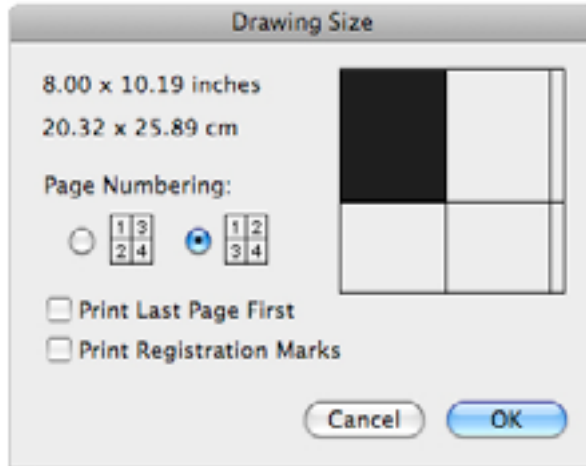 Drawing Size
8.00 x 10.19 inches
20.32 x 25.89 cm
Page Numbering:
1 3 1 2
2 4 3 4
Print Last Page First
Print Registration Marks
Cancel OK